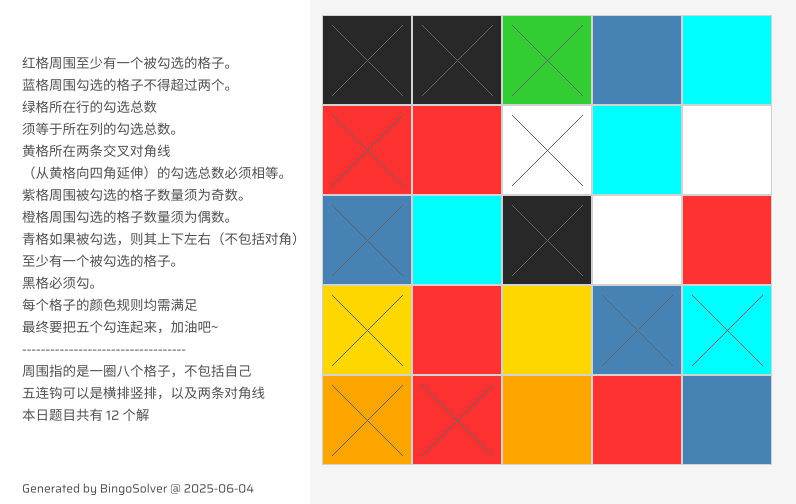 红格周围至少有一个被勾选的格子。
蓝格周围勾选的格子不得超过两个。
绿格所在行的勾选总数
须等于所在列的勾选总数。
黄格所在两条交叉对角线
（从黄格向四角延伸）的勾选总数必须相等。
紫格周围被勾选的格子数量须为奇数。
橙格周围勾选的格子数量须为偶数。
青格如果被勾选，则其上下左右（不包括对角）
至少有一个被勾选的格子。
黑格必须勾。
每个格子的颜色规则均需满足
最终要把五个勾连起来，加油吧~
-----------------------------------
周围指的是一圈八个格子，不包括自己
五连钩可以是横排竖排，以及两条对角线
本日题目共有 12 个解
Generated by BingoSolver @ 2025-06-04